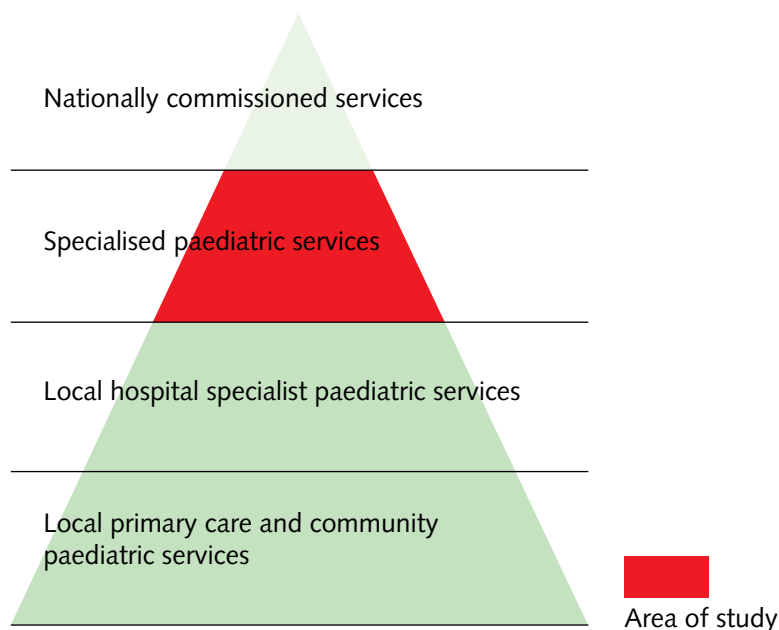 Nationally commissioned services
Specialised paediatric services
Local hospital specialist paediatric services
Local primary care and community
paediatric services
Area of study